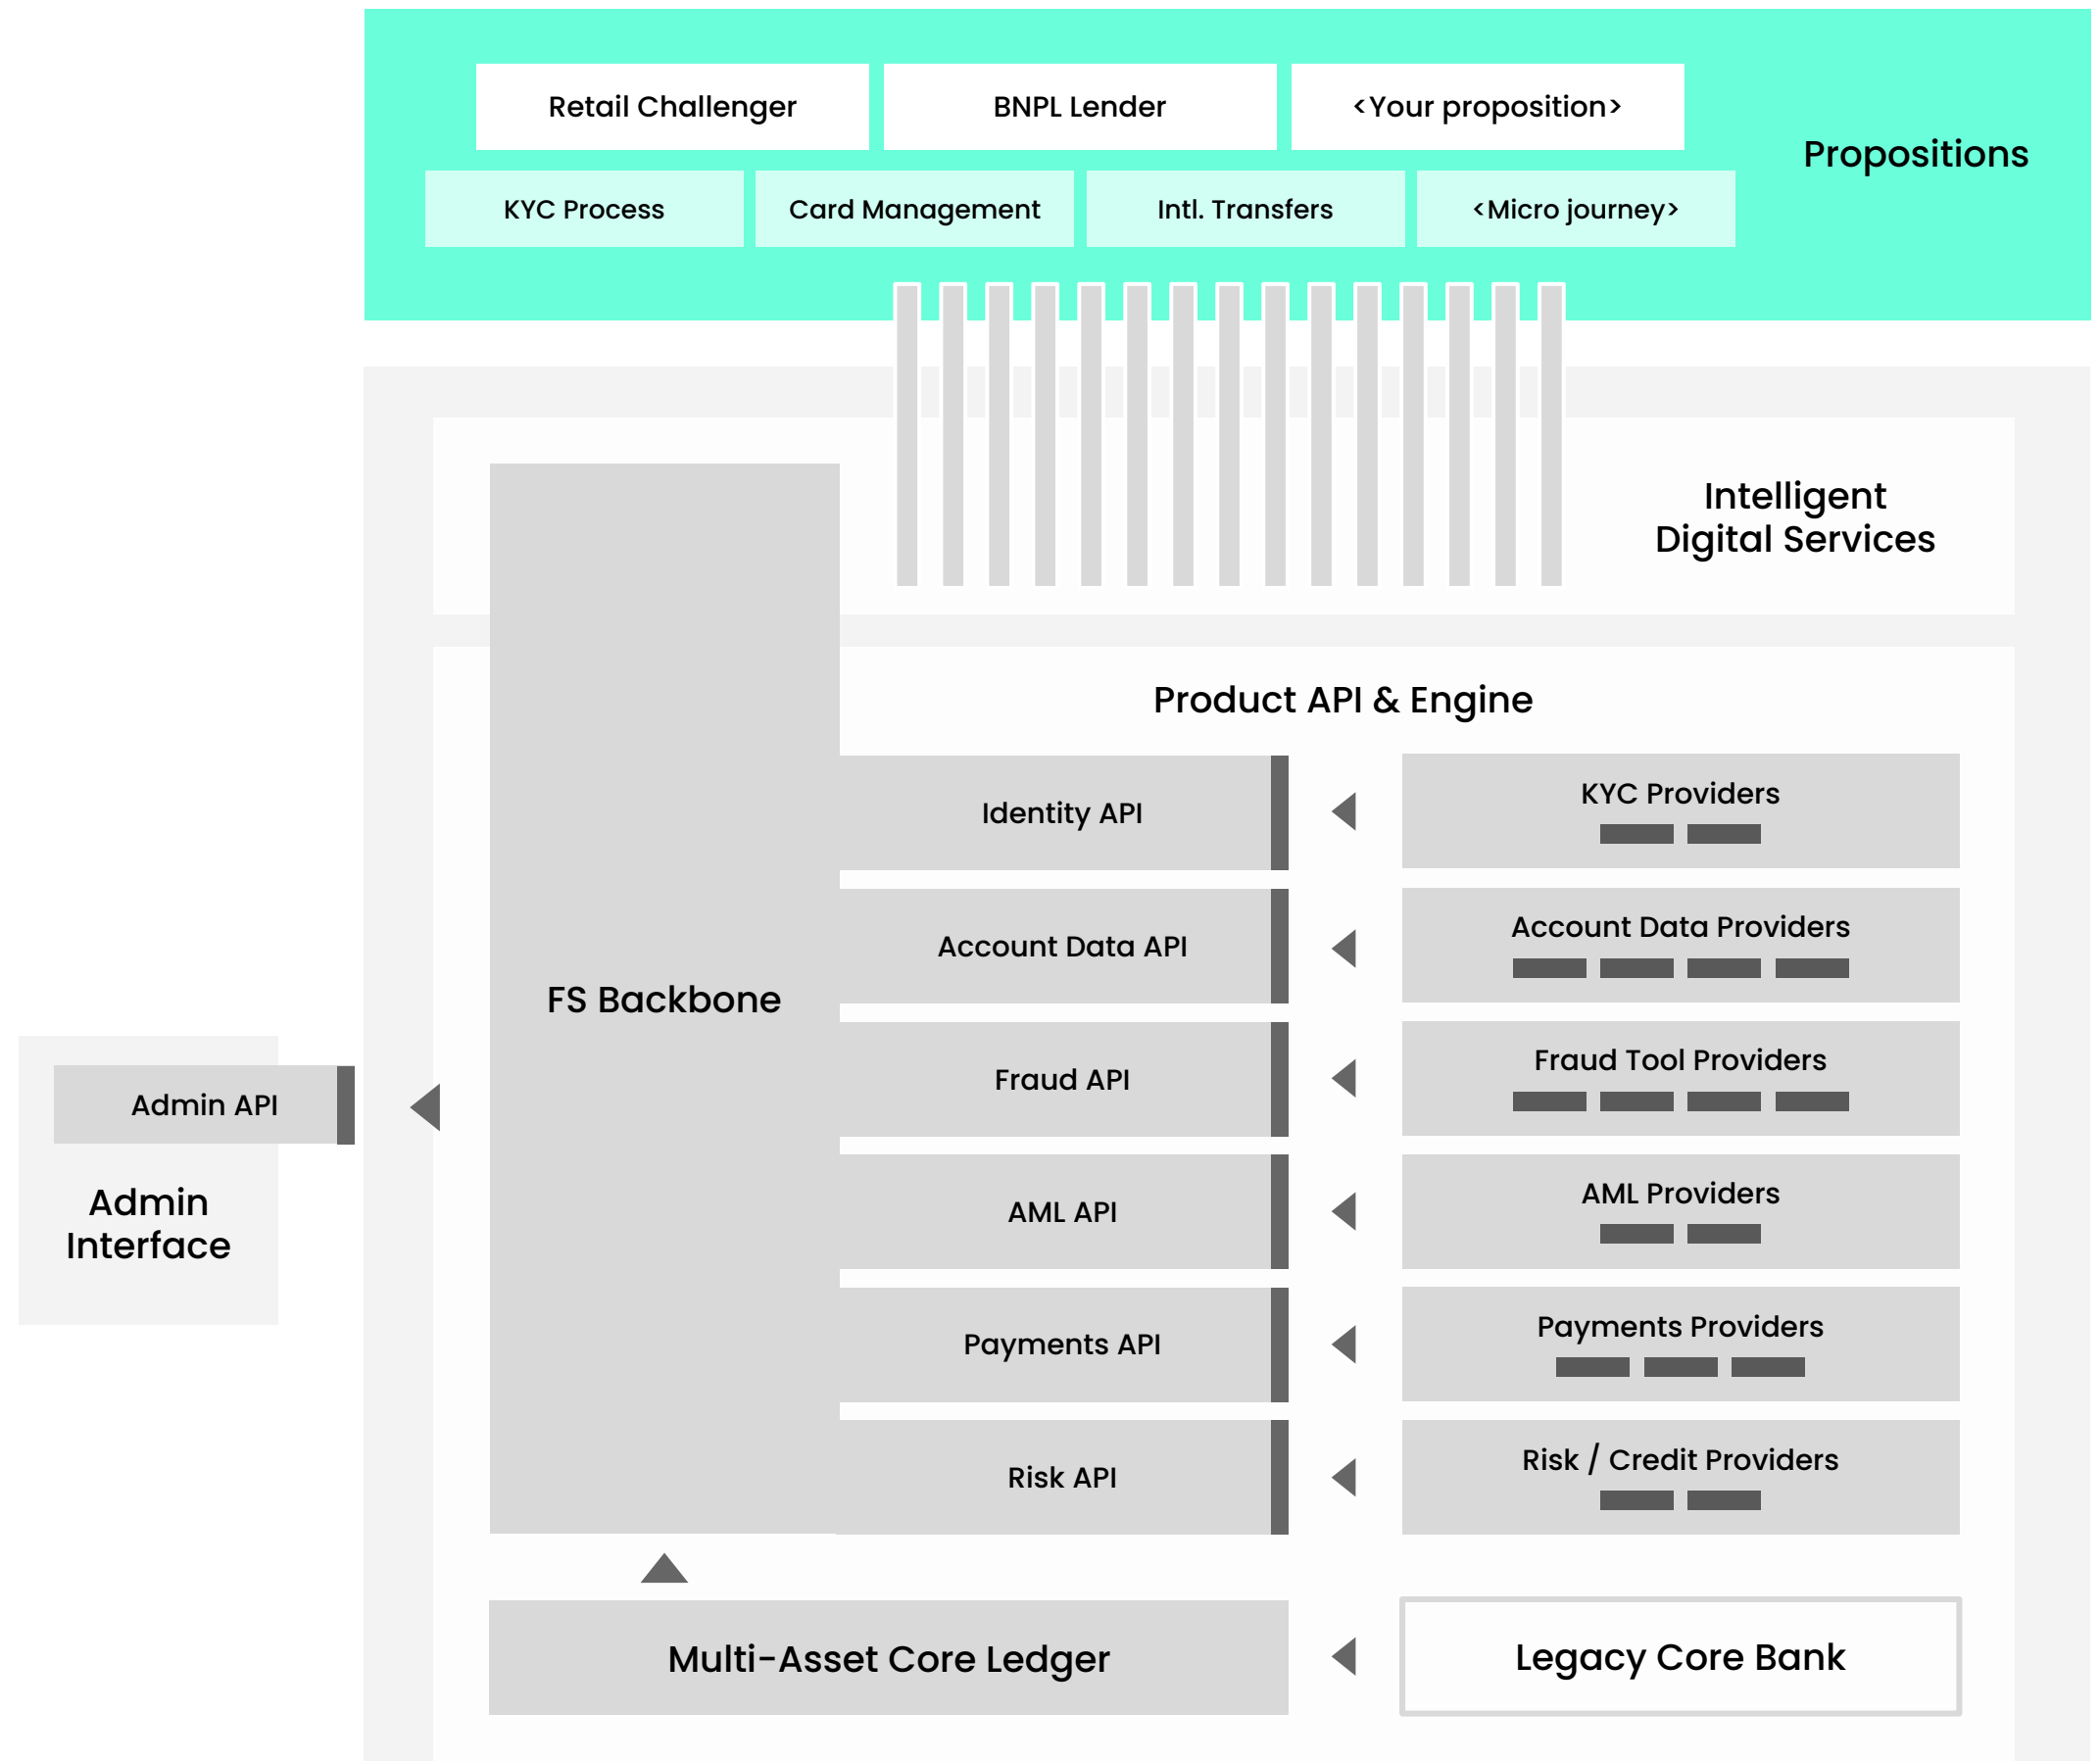 Retail Challenger
BNPL Lender
<Your proposition>
Propositions
KYC Process
Card Management
Intl. Transfers
<Micro journey>
Intelligent
Digital Services
Product API & Engine
FS Backbone
Identity API
KYC Providers
Account Data API
Account Data Providers
Fraud API
Fraud Tool Providers
Admin API
Admin
Interface
AML API
AML Providers
Payments API
Payments Providers
Risk API
Risk / Credit Providers
Multi-Asset Core Ledger
Legacy Core Bank